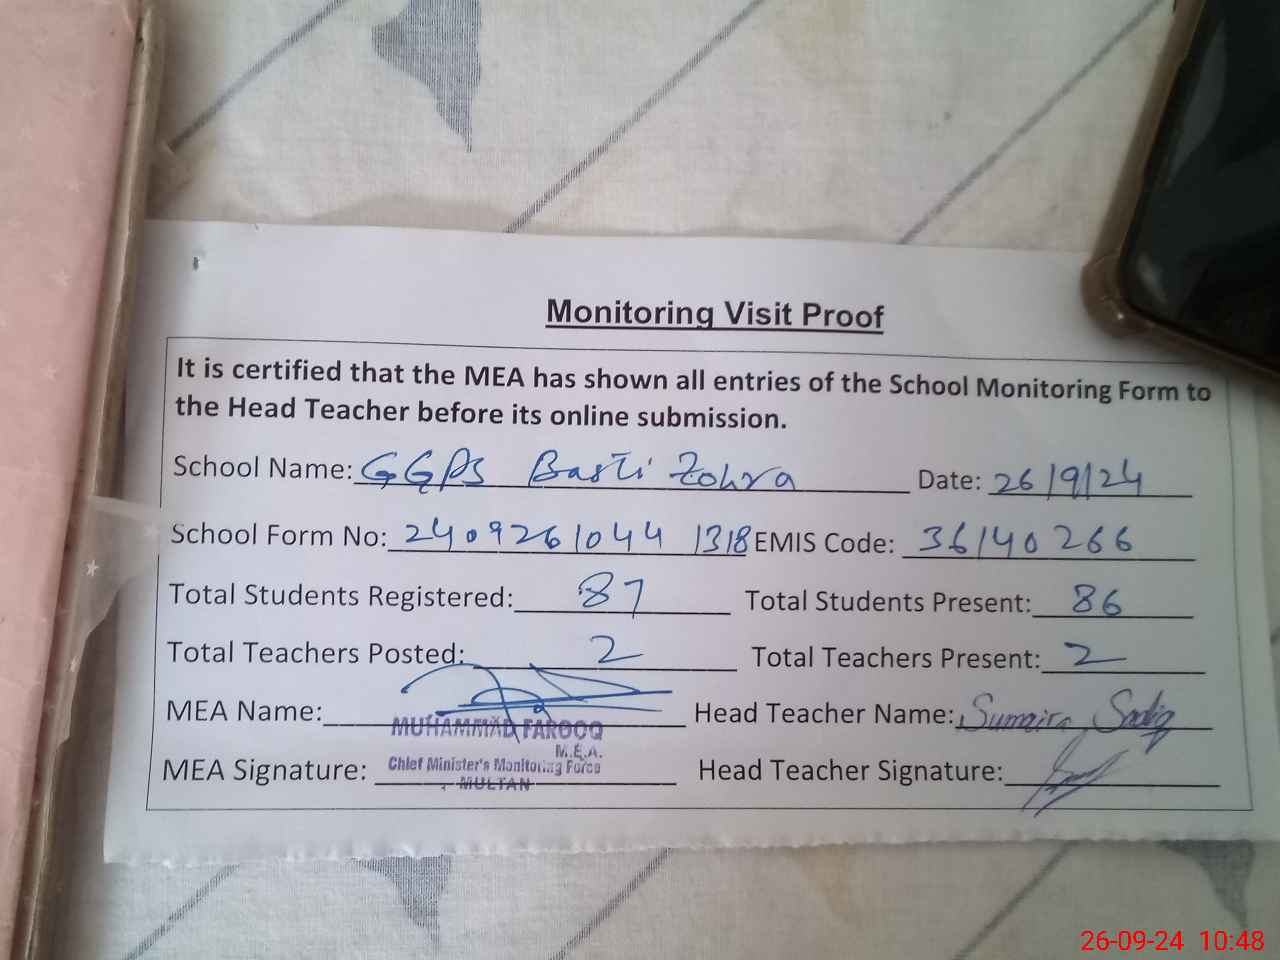 Monitoring Visit Proof
It is certified that the MEA has shown all entries of the School Monitoring Form to
the Head Teacher before its online submission.
School Name: GGPS Basti Zohra Date: 26/9/24
School Form No: 2409261044 1318 EMIS Code: 36140266
Total Students Registered: 87 Total Students Present: 86
Total Teachers Posted: 2 Total Teachers Present: 2
MEA Name: Head Teacher Name: Sumaira Sadiq
MUHAMMAD FAROOQ
M.E.A.
MEA Signature: Chief Minister's Monitoring Force Head Teacher Signature:
MULTAN
26-09-24 10:48